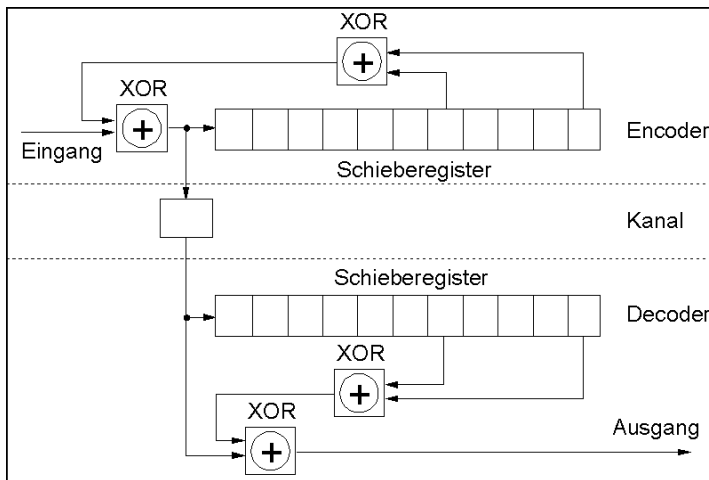 XOR
+
XOR
+
Eingang
Encoder
Schieberegister
Kanal
Schieberegister
Decoder
XOR
+
XOR
+
Ausgang